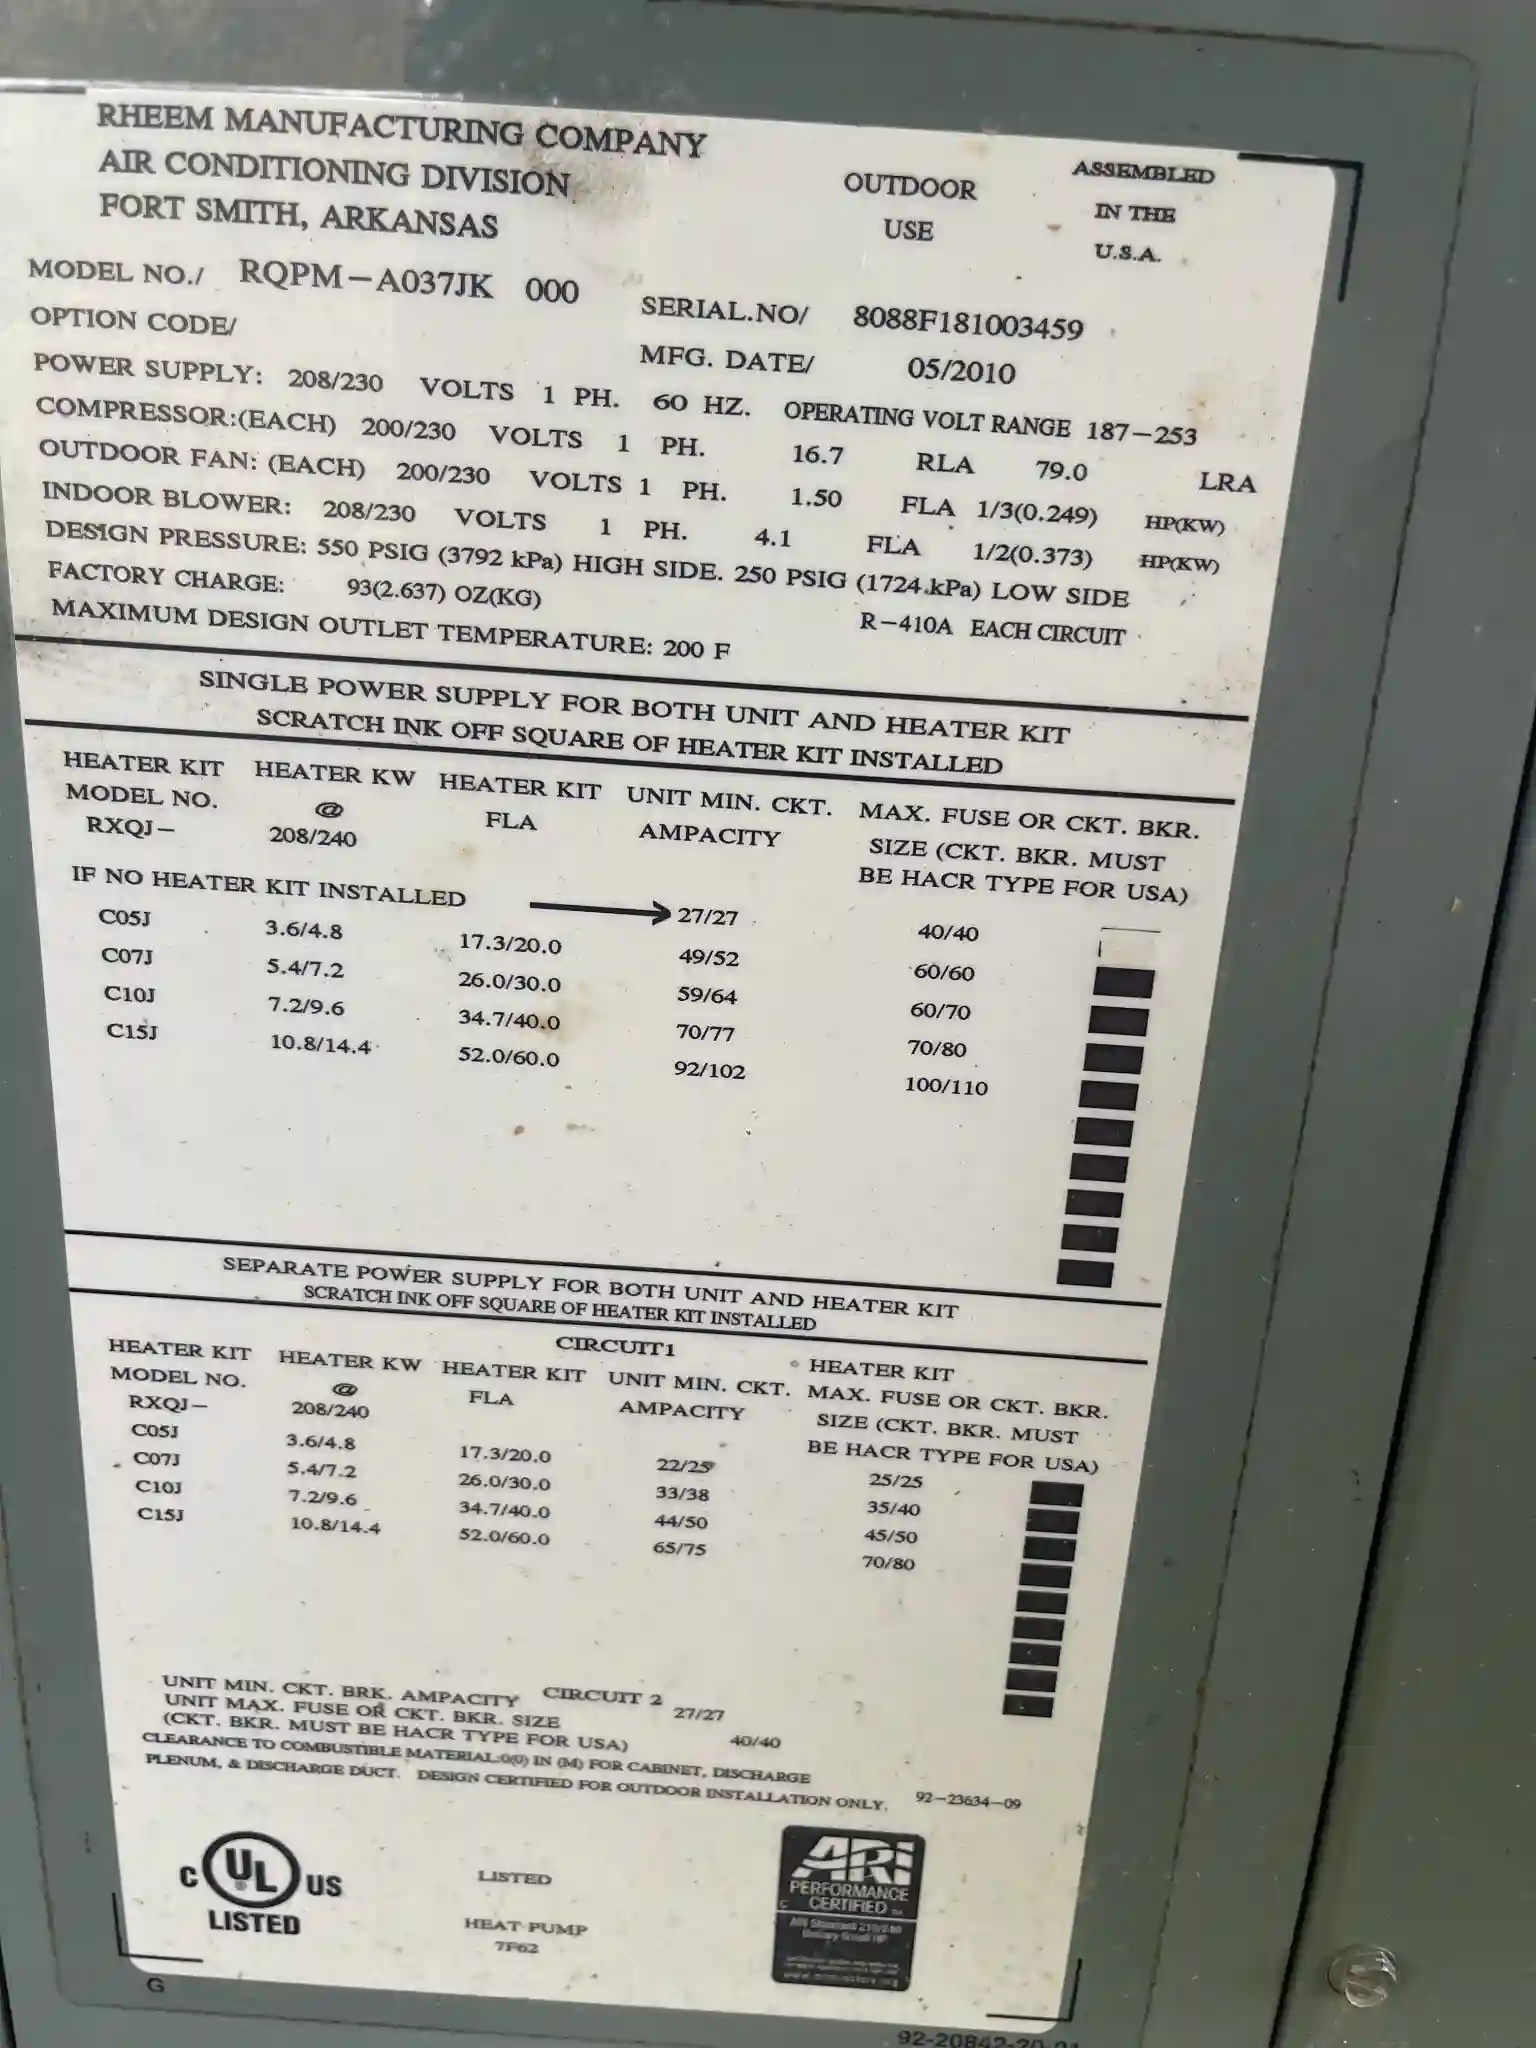 RHEEM MANUFACTURING COMPANY
AIR CONDITIONING DIVISION
FORT SMITH, ARKANSAS
OUTDOOR
USE
ASSEMBLED
IN THE
U.S.A.
MODEL NO./ RQPM-A037JK 000
OPTION CODE/
SERIAL.NO/ 8088F181003459
MFG. DATE/ 05/2010
POWER SUPPLY: 208/230 VOLTS 1 PH. 60 HZ. OPERATING VOLT RANGE 187-253
COMPRESSOR:(EACH) 200/230 VOLTS 1 PH. 16.7 RLA 79.0 LRA
OUTDOOR FAN: (EACH) 200/230 VOLTS 1 PH. 1.50 FLA 1/3(0.249) HP(KW)
INDOOR BLOWER: 208/230 VOLTS 1 PH. 4.1 FLA 1/2(0.373) HP(KW)
DESIGN PRESSURE: 550 PSIG (3792 kPa) HIGH SIDE. 250 PSIG (1724.kPa) LOW SIDE
FACTORY CHARGE: 93(2.637) OZ(KG) R-410A EACH CIRCUIT
MAXIMUM DESIGN OUTLET TEMPERATURE: 200 F
SINGLE POWER SUPPLY FOR BOTH UNIT AND HEATER KIT
SCRATCH INK OFF SQUARE OF HEATER KIT INSTALLED
HEATER KIT HEATER KW HEATER KIT UNIT MIN. CKT. MAX. FUSE OR CKT. BKR.
MODEL NO. @ FLA AMPACITY SIZE (CKT. BKR. MUST
RXQJ- 208/240 BE HACR TYPE FOR USA)
IF NO HEATER KIT INSTALLED 27/27 40/40
C05J 3.6/4.8 17.3/20.0 49/52 60/60
C07J 5.4/7.2 26.0/30.0 59/64 60/70
C10J 7.2/9.6 34.7/40.0 70/77 70/80
C15J 10.8/14.4 52.0/60.0 92/102 100/110
SEPARATE POWER SUPPLY FOR BOTH UNIT AND HEATER KIT
SCRATCH INK OFF SQUARE OF HEATER KIT INSTALLED
CIRCUIT1
HEATER KIT
HEATER KIT HEATER KW HEATER KIT UNIT MIN. CKT. MAX. FUSE OR CKT. BKR.
MODEL NO. @ FLA AMPACITY SIZE (CKT. BKR. MUST
RXQJ- 208/240 BE HACR TYPE FOR USA)
C05J 3.6/4.8 17.3/20.0 22/25 25/25
C07J 5.4/7.2 26.0/30.0 33/38 35/40
C10J 7.2/9.6 34.7/40.0 44/50 45/50
C15J 10.8/14.4 52.0/60.0 65/75 70/80
CIRCUIT 2
UNIT MIN. CKT. BRK. AMPACITY 27/27
UNIT MAX. FUSE OR CKT. BKR. SIZE
(CKT. BKR. MUST BE HACR TYPE FOR USA) 40/40
CLEARANCE TO COMBUSTIBLE MATERIAL:0(0) IN (M) FOR CABINET, DISCHARGE
PLENUM, & DISCHARGE DUCT. DESIGN CERTIFIED FOR OUTDOOR INSTALLATION ONLY. 92-23634-09
C UL ® US
LISTED
LISTED
HEAT PUMP
7F62
ARI
PERFORMANCE
CERTIFIED TM
G
92-20842-20